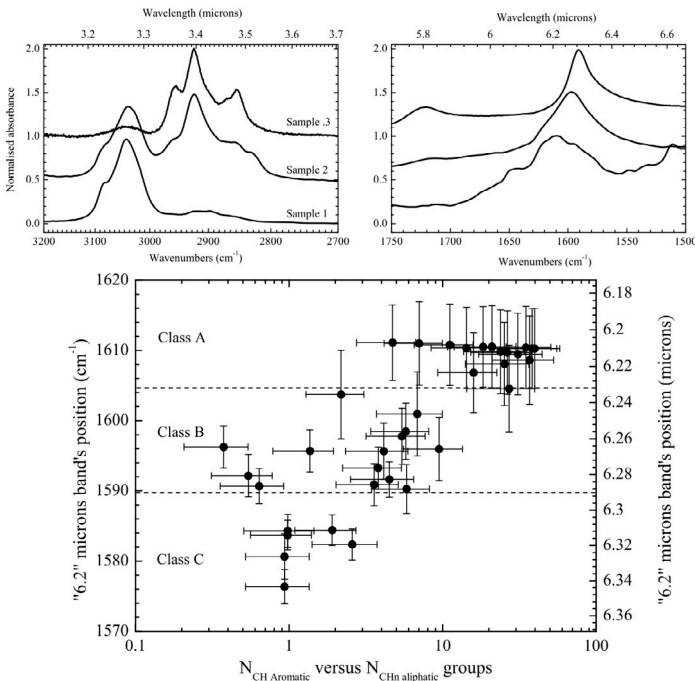 Wavelength (microns)
3.2 3.3 3.4 3.5 3.6 3.7
2.0
1.5
1.0
0.5
0.0
Normalised absorbance
Sample .3
Sample 2
Sample 1
3200 3100 3000 2900 2800 2700
Wavenumbers (cm-1)
Wavelength (microns)
5.8 6 6.2 6.4 6.6
2.0
1.5
1.0
0.5
0.0
1750 1700 1650 1600 1550 1500
Wavenumbers (cm-1)
1620
1610
1600
1590
1580
1570
"6.2" microns band's position (cm-1)
Class A
Class B
Class C
6.18
6.2
6.22
6.24
6.26
6.28
6.3
6.32
6.34
6.36
"6.2" microns band's position (microns)
0.1 1 10 100
NCH Aromatic versus NCHn aliphatic groups